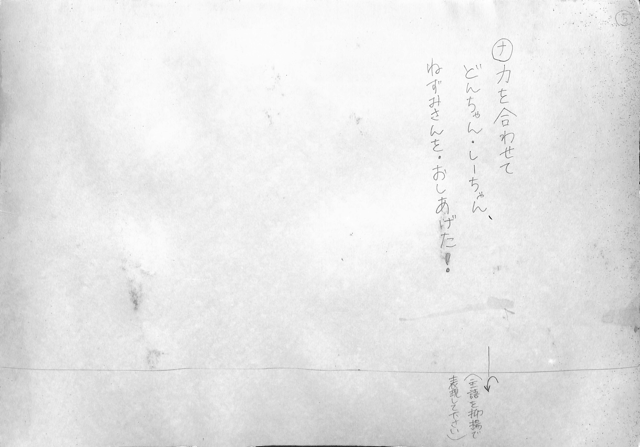 ⑤
ナ 力を合わせて
どんちゃん・しーちゃん、
ねずみさんを・おしあげた!
(主語を抑揚で
表現して下さい)